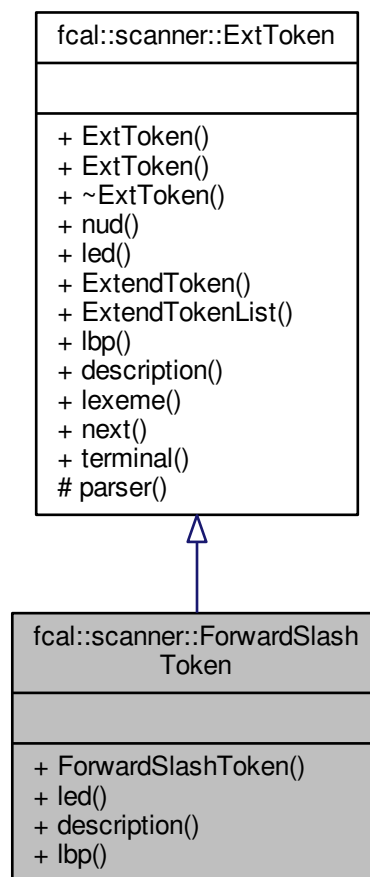 fcal::scanner::ExtToken
+ ExtToken()
+ ExtToken()
+ ~ExtToken()
+ nud()
+ led()
+ ExtendToken()
+ ExtendTokenList()
+ lbp()
+ description()
+ lexeme()
+ next()
+ terminal()
# parser()
fcal::scanner::ForwardSlash
Token
+ ForwardSlashToken()
+ led()
+ description()
+ lbp()